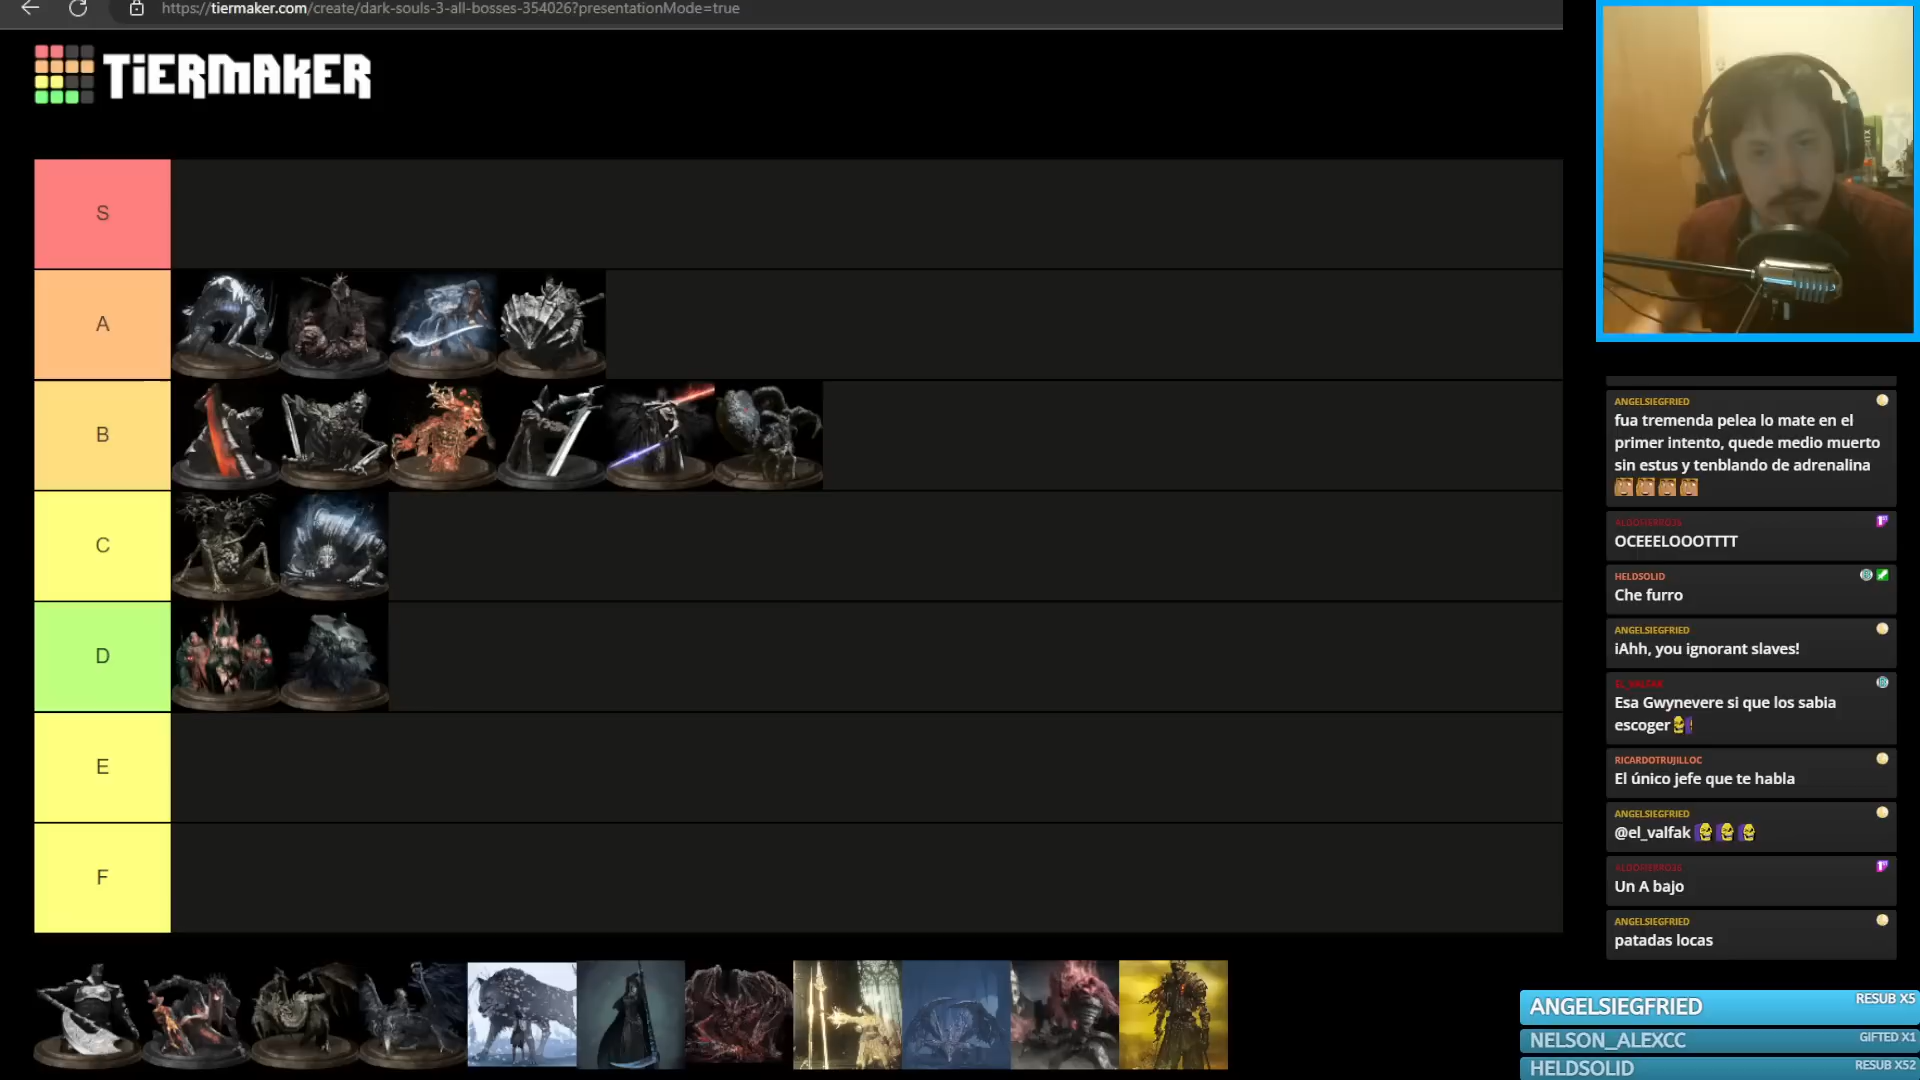 https://tiermaker.com/create/dark-souls-3-all-bosses-354026?presentationMode=true
TiERMAKER
S
A
B
C
D
E
F
ANGELSIEGFRIED
fua tremenda pelea lo mate en el
primer intento, quede medio muerto
sin estus y tenblando de adrenalina
OCEEELOOOTTTT
HELDSOLID
Che furro
ANGELSIEGFRIED
iAhh, you ignorant slaves!
EL_VALFAK
Esa Gwynevere si que los sabia
escoger
RICARDOTRUJILLOC
El único jefe que te habla
ANGELSIEGFRIED
@el_valfak
Un A bajo
ANGELSIEGFRIED
patadas locas
ANGELSIEGFRIED RESUB X5
NELSON_ALEXCC GIFTED X1
HELDSOLID RESUB X52